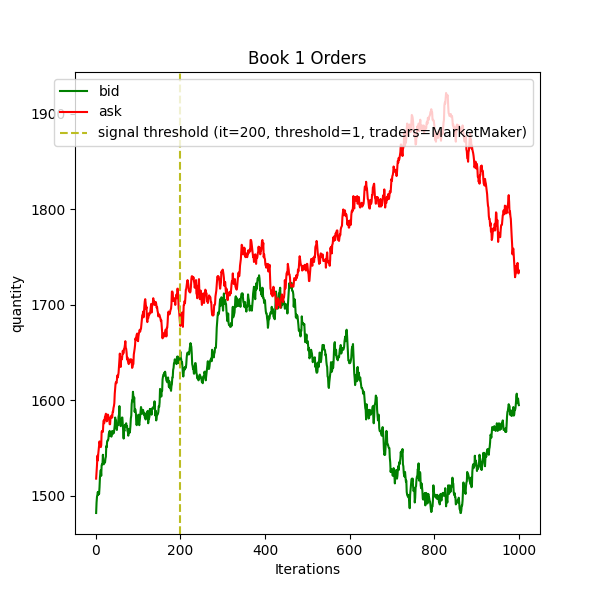 Book 1 Orders
bid
ask
signal threshold (it=200, threshold=1, traders=MarketMaker)
1900
1800
1700
1600
1500
quantity
0 200 400 600 800 1000
Iterations